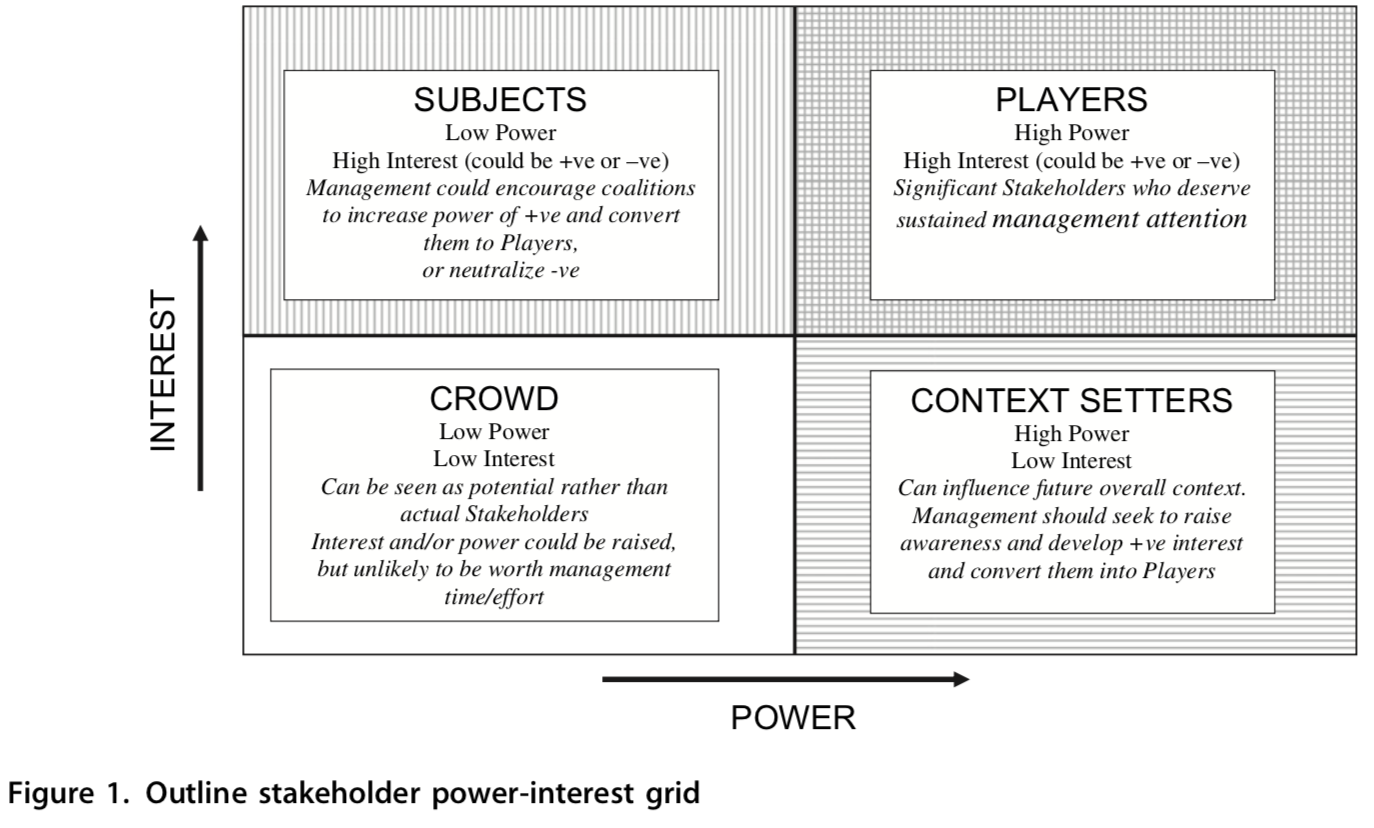 SUBJECTS
Low Power
High Interest (could be +ve or –ve)
Management could encourage coalitions
to increase power of +ve and convert
them to Players,
or neutralize -ve
PLAYERS
High Power
High Interest (could be +ve or –ve)
Significant Stakeholders who deserve
sustained management attention
INTEREST
CROWD
Low Power
Low Interest
Can be seen as potential rather than
actual Stakeholders
Interest and/or power could be raised,
but unlikely to be worth management
time/effort
CONTEXT SETTERS
High Power
Low Interest
Can influence future overall context.
Management should seek to raise
awareness and develop +ve interest
and convert them into Players
POWER
Figure 1. Outline stakeholder power-interest grid